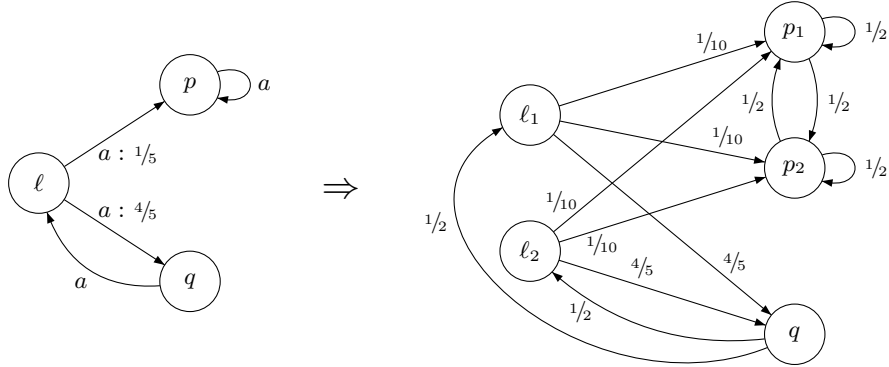 p
a
ℓ
a : 1/5
a : 4/5
a
q
⇒
p₁
1/2
1/10
1/2
1/2
ℓ₁
1/10
p₂
1/2
1/2
1/10
ℓ₂
1/10
4/5
4/5
1/2
q